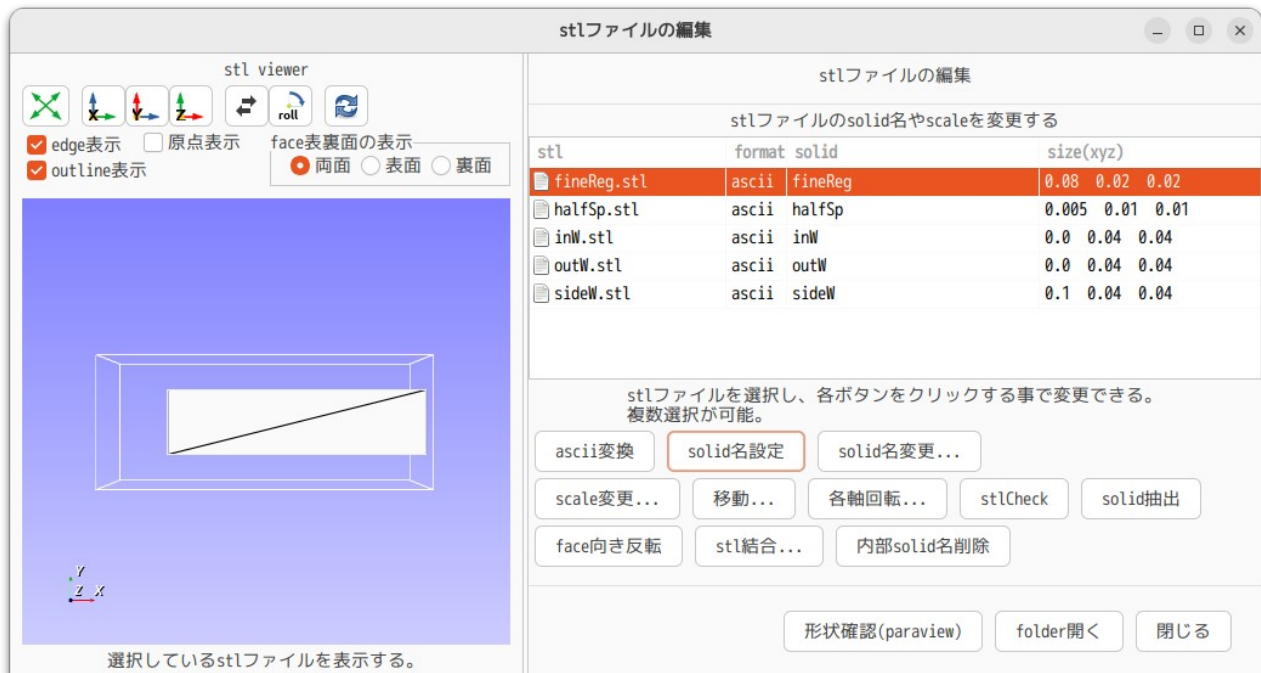 stlファイルの編集
stl viewer
X Y Z roll
edge表示 原点表示 face表裏面の表示
outline表示 両面 表面 裏面
Y
Z X
選択しているstlファイルを表示する。
stlファイルの編集
stlファイルのsolid名やscaleを変更する
stl format solid size(xyz)
fineReg.stl ascii fineReg 0.08 0.02 0.02
halfSp.stl ascii halfSp 0.005 0.01 0.01
inW.stl ascii inW 0.0 0.04 0.04
outW.stl ascii outW 0.0 0.04 0.04
sideW.stl ascii sideW 0.1 0.04 0.04
stlファイルを選択し、各ボタンをクリックする事で変更できる。
複数選択が可能。
ascii変換 solid名設定 solid名変更...
scale変更... 移動... 各軸回転... stlCheck solid抽出
face向き反転 stl結合... 内部solid名削除
形状確認(paraview) folder開く 閉じる